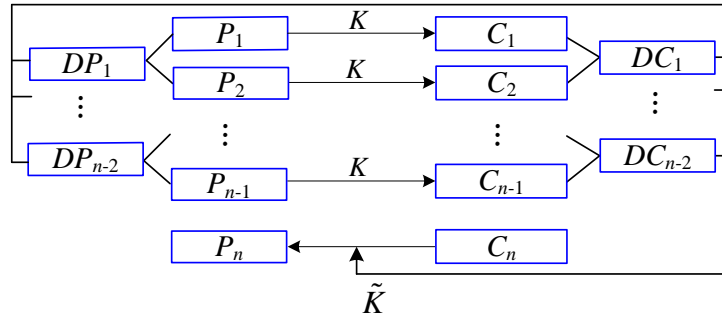 P₁ K C₁
DP₁ DC₁
P₂ K C₂
⋮ ⋮ ⋮ ⋮
DPₙ₋₂ DCₙ₋₂
Pₙ₋₁ K Cₙ₋₁
Pₙ Cₙ
K̃